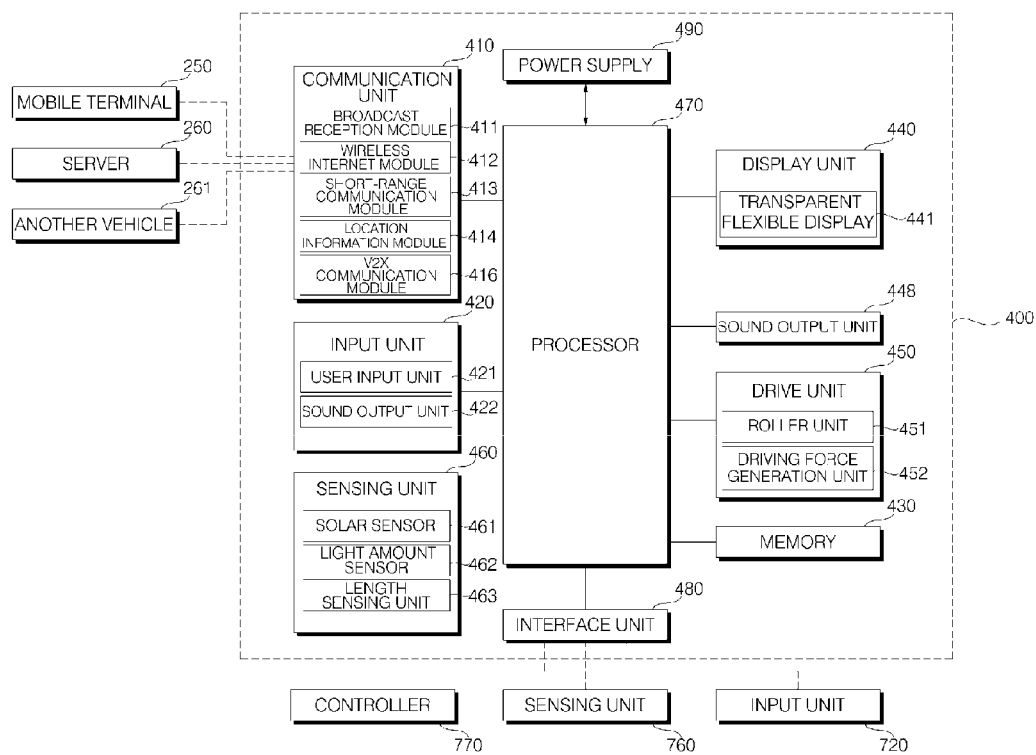 250
MOBILE TERMINAL
260
SERVER
261
ANOTHER VEHICLE
410
COMMUNICATION
UNIT
BROADCAST
RECEPTION MODULE
411
WIRELESS
INTERNET MODULE
412
SHORT-RANGE
COMMUNICATION
MODULE
413
LOCATION
INFORMATION MODULE
414
V2X
COMMUNICATION
MODULE
416
420
INPUT UNIT
USER INPUT UNIT
421
SOUND OUTPUT UNIT
422
460
SENSING UNIT
SOLAR SENSOR
461
LIGHT AMOUNT
SENSOR
462
LENGTH
SENSING UNIT
463
490
POWER SUPPLY
470
PROCESSOR
480
INTERFACE UNIT
440
DISPLAY UNIT
TRANSPARENT
FLEXIBLE DISPLAY
441
448
SOUND OUTPUT UNIT
450
DRIVE UNIT
ROLLER UNIT
451
DRIVING FORCE
GENERATION UNIT
452
430
MEMORY
400
CONTROLLER
770
SENSING UNIT
760
INPUT UNIT
720